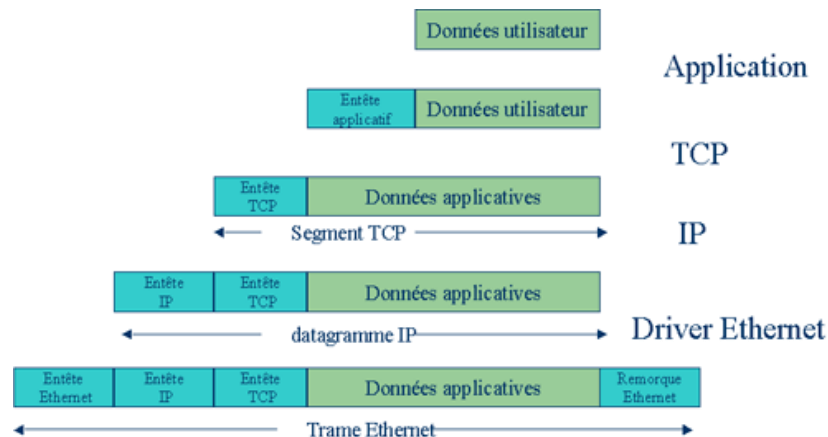 Données utilisateur
Application
Entête
applicatif
Données utilisateur
TCP
Entête
TCP
Données applicatives
Segment TCP
IP
Entête
IP
Entête
TCP
Données applicatives
datagramme IP
Driver Ethernet
Entête
Ethernet
Entête
IP
Entête
TCP
Données applicatives
Remorque
Ethernet
Trame Ethernet